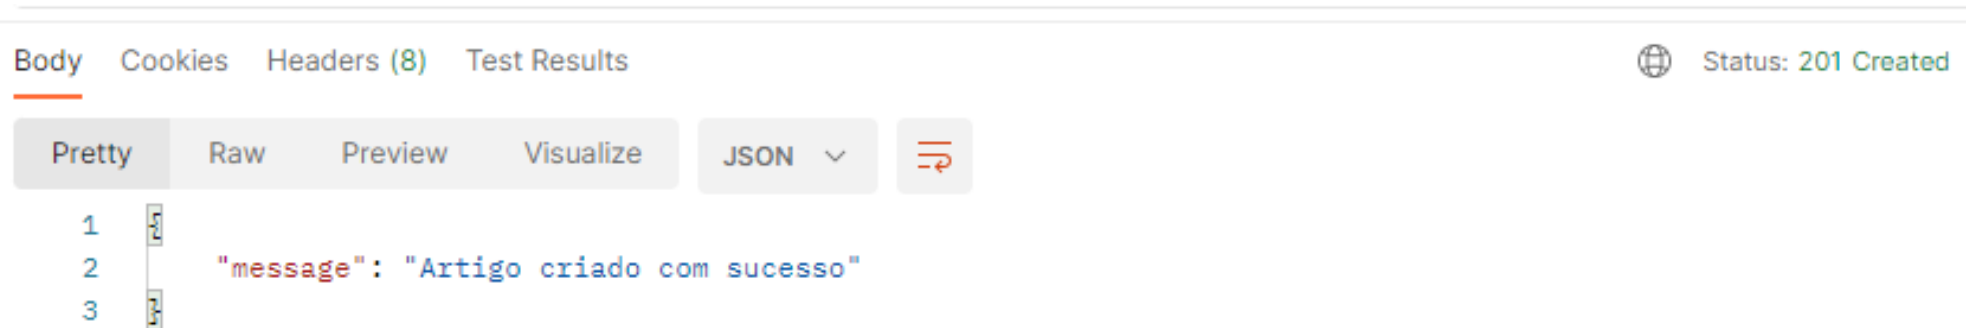 Body Cookies Headers (8) Test Results Status: 201 Created
Pretty Raw Preview Visualize JSON
1 {
2 "message": "Artigo criado com sucesso"
3 }